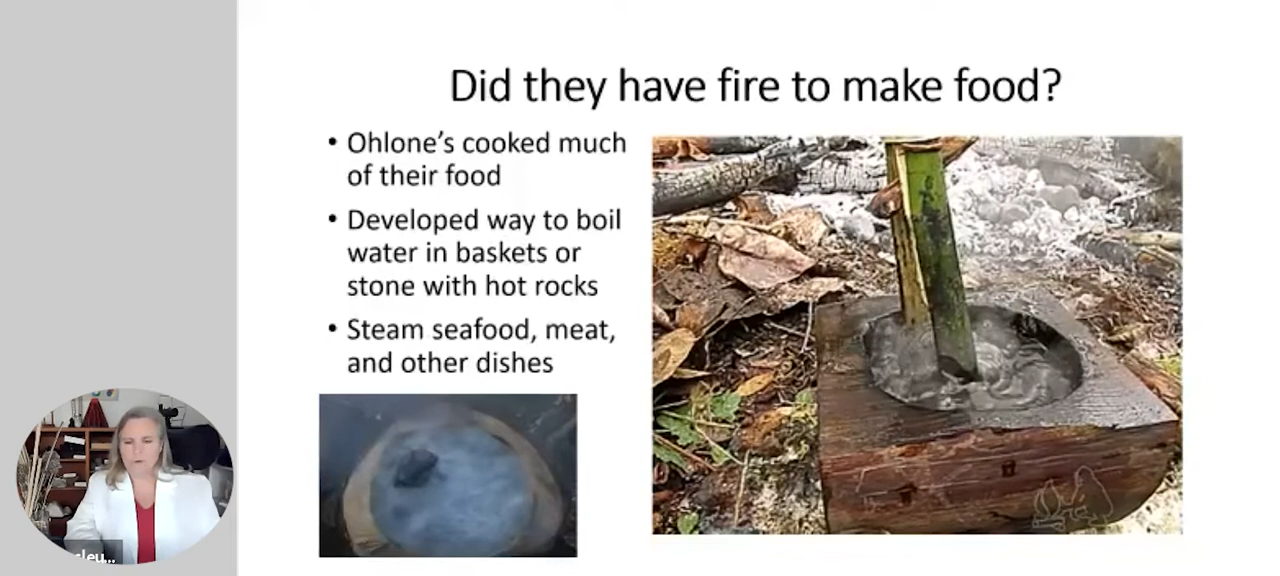 Did they have fire to make food?
• Ohlone's cooked much
of their food
• Developed way to boil
water in baskets or
stone with hot rocks
• Steam seafood, meat,
and other dishes